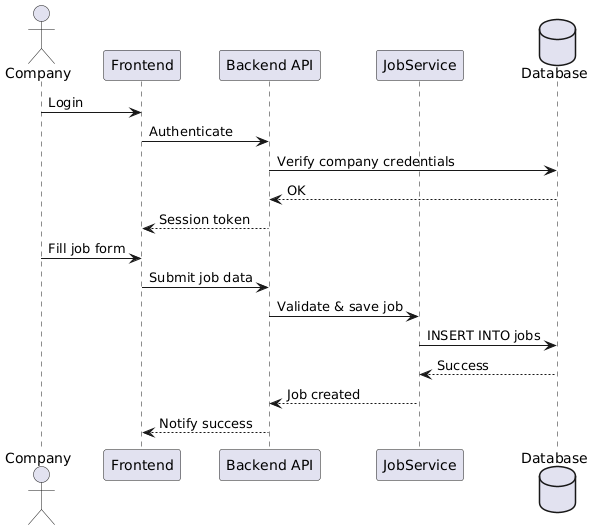 Company
Frontend
Backend API
JobService
Database
Login
Authenticate
Verify company credentials
OK
Session token
Fill job form
Submit job data
Validate & save job
INSERT INTO jobs
Success
Job created
Notify success
Company
Frontend
Backend API
JobService
Database